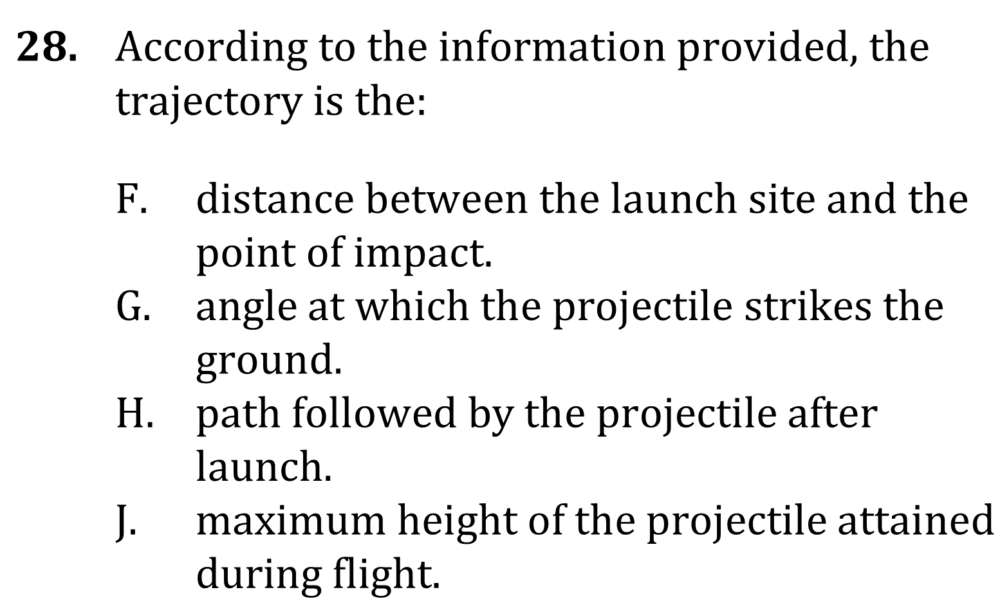 28. According to the information provided, the
trajectory is the:
F. distance between the launch site and the
point of impact.
G. angle at which the projectile strikes the
ground.
H. path followed by the projectile after
launch.
J. maximum height of the projectile attained
during flight.